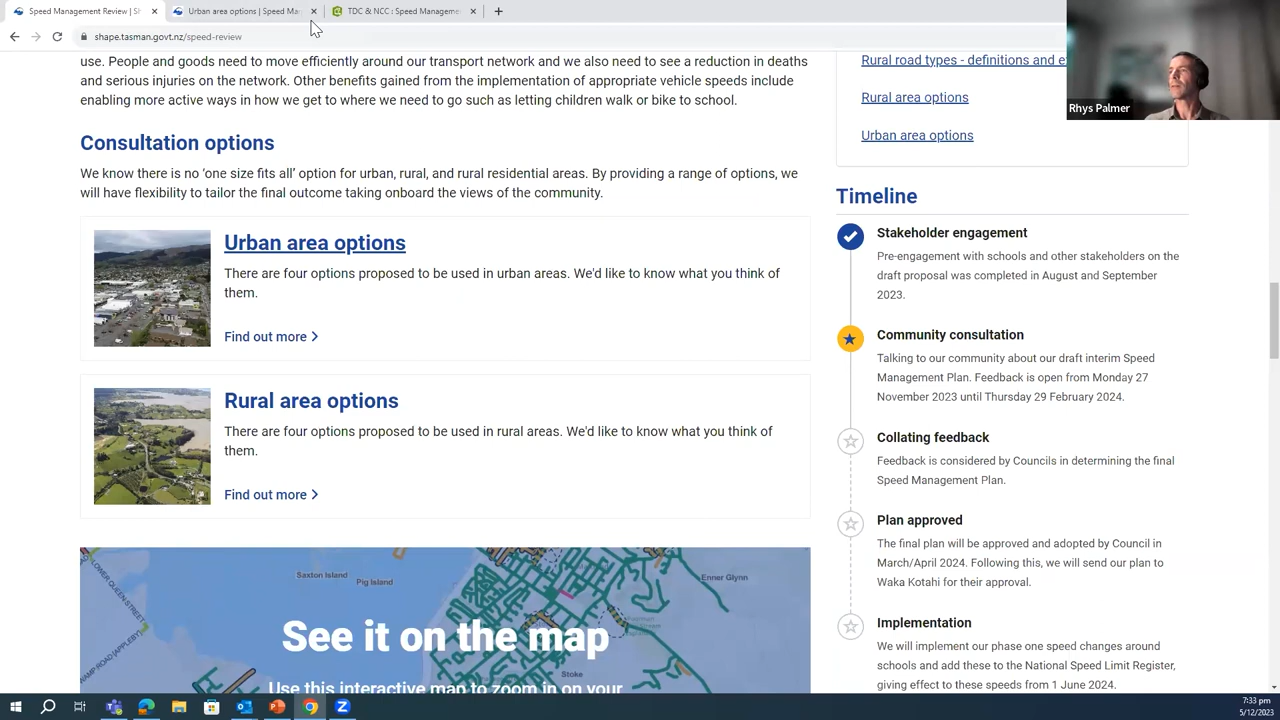 Speed Management Review | S
Urban area options | Speed Ma
TDC & NCC : Speed Manageme
shape.tasman.govt.nz/speed-review
use. People and goods need to move efficiently around our transport network and we also need to see a reduction in deaths
and serious injuries on the network. Other benefits gained from the implementation of appropriate vehicle speeds include
enabling more active ways in how we get to where we need to go such as letting children walk or bike to school.
Consultation options
We know there is no ‘one size fits all’ option for urban, rural, and rural residential areas. By providing a range of options, we
will have flexibility to tailor the final outcome taking onboard the views of the community.
Urban area options
There are four options proposed to be used in urban areas. We'd like to know what you think of
them.
Find out more
Rural area options
There are four options proposed to be used in rural areas. We'd like to know what you think of
them.
Find out more
Saxton Island
Pig Island
Enner Glynn
See it on the map
Stoke
Use this interactive map to zoom in on your
Rural road types - definitions and e
Rural area options
Urban area options
Timeline
Stakeholder engagement
Pre-engagement with schools and other stakeholders on the
draft proposal was completed in August and September
2023.
Community consultation
Talking to our community about our draft interim Speed
Management Plan. Feedback is open from Monday 27
November 2023 until Thursday 29 February 2024.
Collating feedback
Feedback is considered by Councils in determining the final
Speed Management Plan.
Plan approved
The final plan will be approved and adopted by Council in
March/April 2024. Following this, we will send our plan to
Waka Kotahi for their approval.
Implementation
We will implement our phase one speed changes around
schools and add these to the National Speed Limit Register,
giving effect to these speeds from 1 June 2024.
Rhys Palmer
7:33 pm
5/12/2023